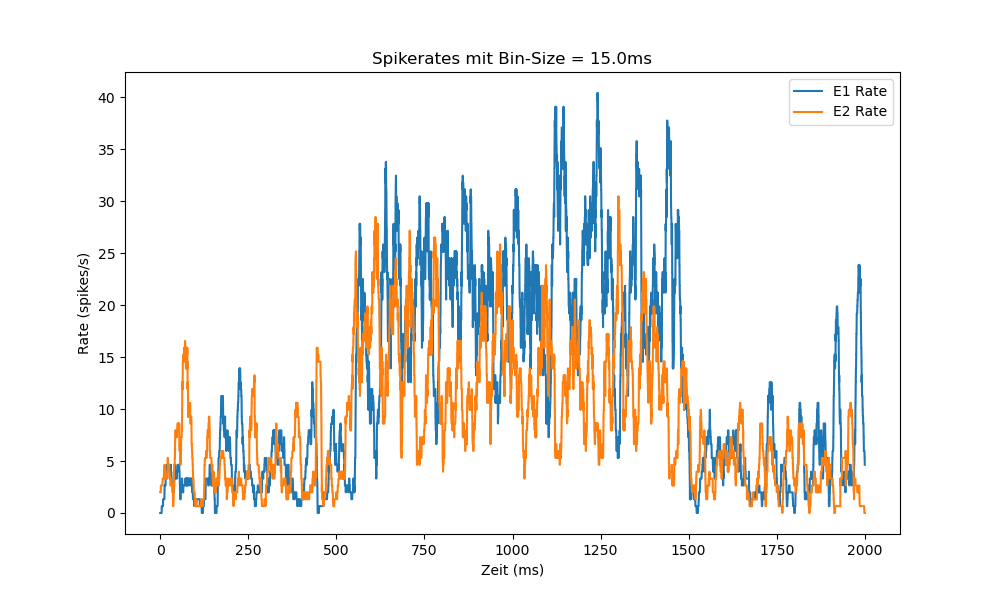 Spikerates mit Bin-Size = 15.0ms
E1 Rate
E2 Rate
40
35
30
25
20
15
10
5
0
Rate (spikes/s)
0 250 500 750 1000 1250 1500 1750 2000
Zeit (ms)